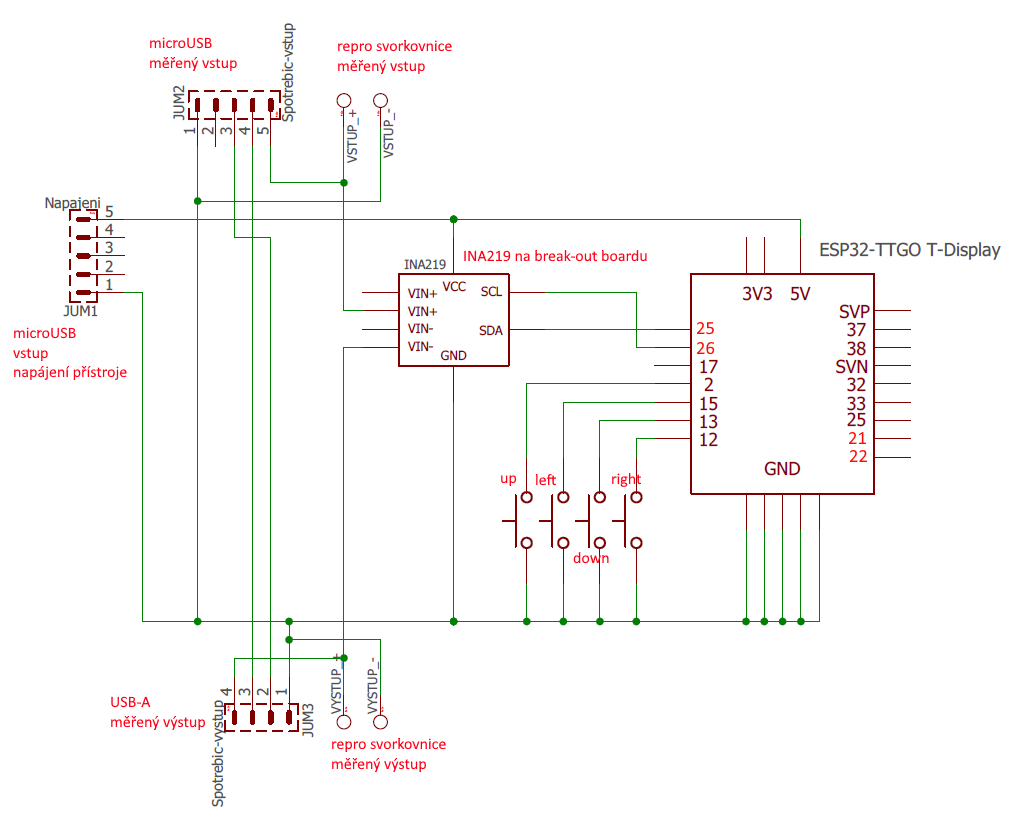 microUSB
měřený vstup
JUM2
Spotrebic-vstup
1
2
3
4
5
repro svorkovnice
měřený vstup
VSTUP_+
VSTUP_-
Napajeni
5
4
3
2
1
JUM1
microUSB
vstup
napájení přístroje
INA219
INA219 na break-out boardu
VCC
VIN+
VIN+
VIN-
VIN-
SCL
SDA
GND
ESP32-TTGO T-Display
3V3
5V
25
26
17
2
15
13
12
SVP
37
38
SVN
32
33
25
21
22
GND
up
left
right
down
USB-A
měřený výstup
Spotrebic-vystup
4
3
2
1
JUM3
VYSTUP_+
VYSTUP_-
repro svorkovnice
měřený výstup